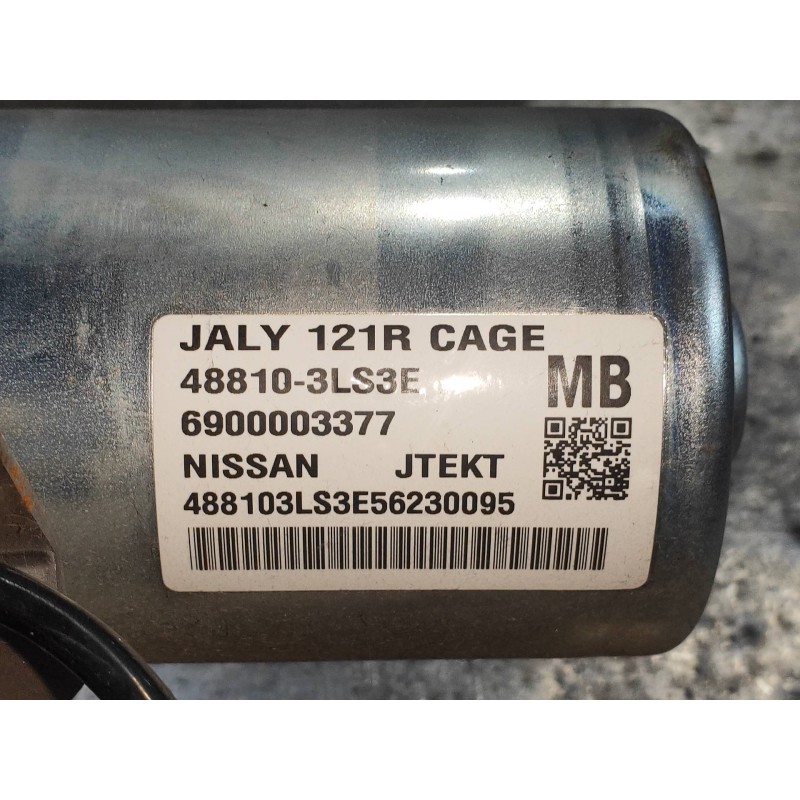 JALY 121R CAGE
48810-3LS3E
MB
6900003377
NISSAN JTEKT
488103LS3E56230095